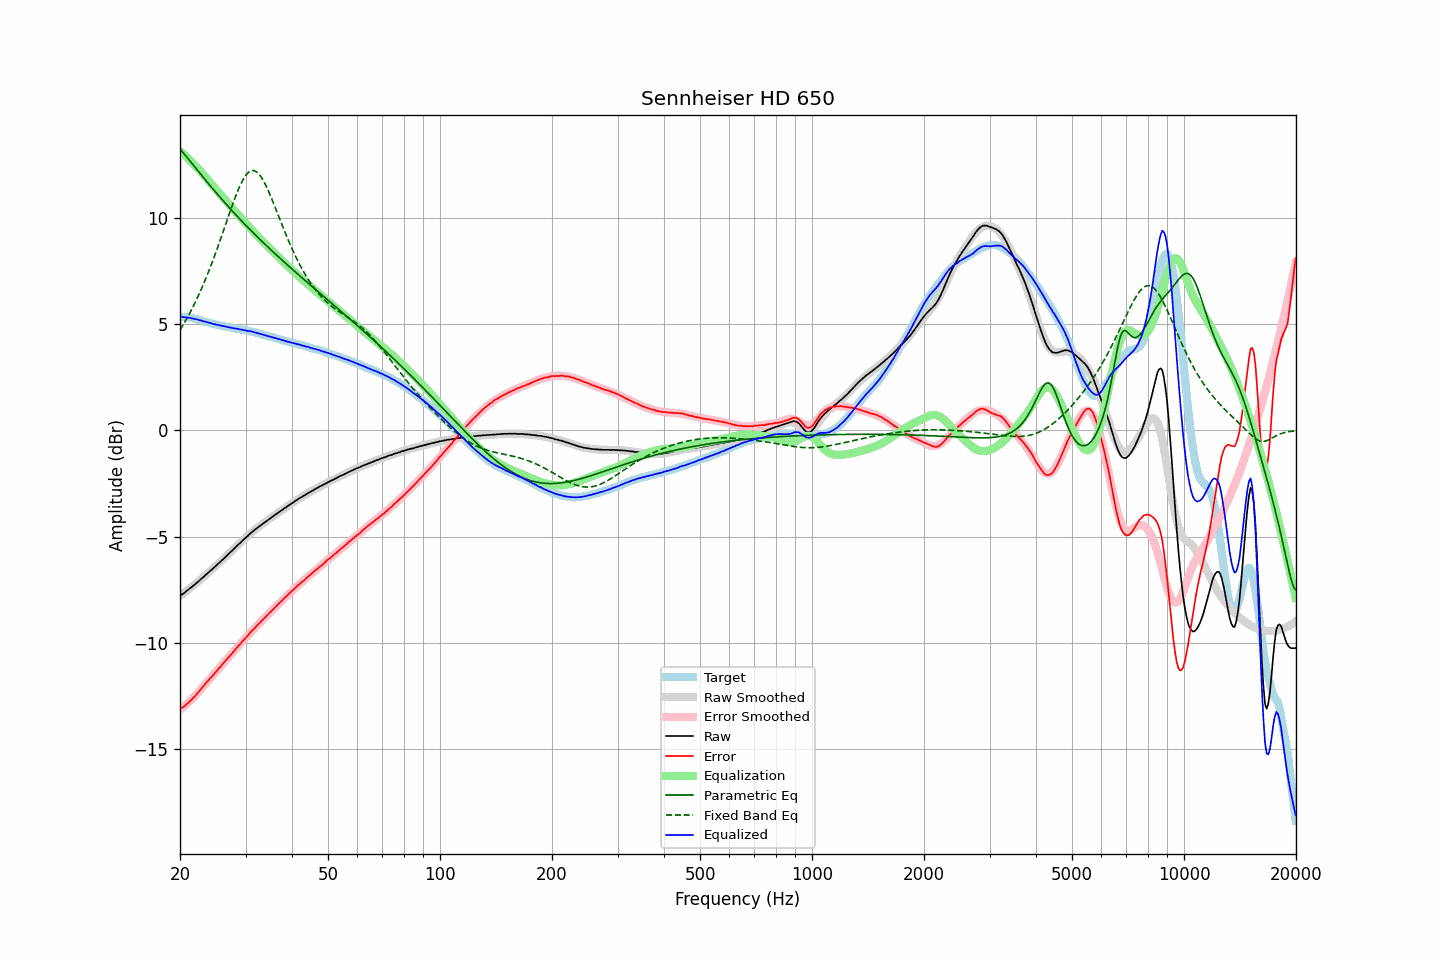 Sennheiser HD 650
Amplitude (dBr)
10
5
0
−5
−10
−15
Target
Raw Smoothed
Error Smoothed
Raw
Error
Equalization
Parametric Eq
Fixed Band Eq
Equalized
20 50 100 200 500 1000 2000 5000 10000 20000
Frequency (Hz)